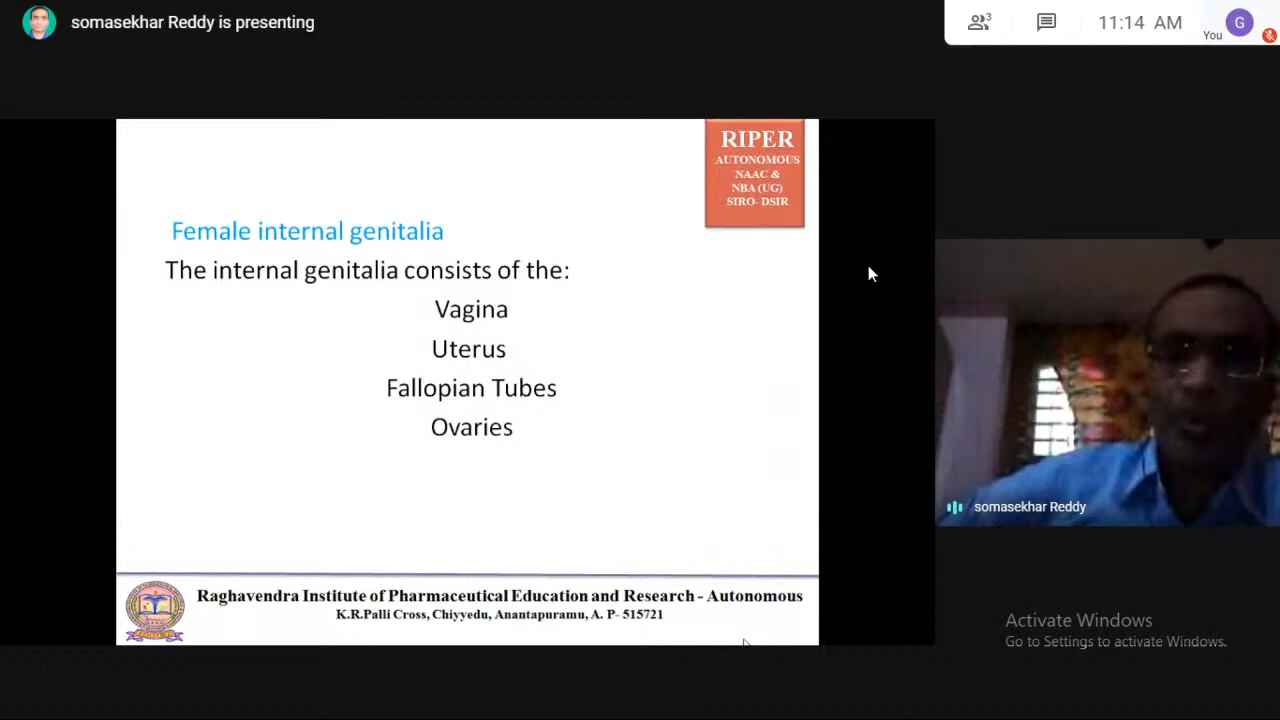 somasekhar Reddy is presenting
3
11:14 AM
You
G
RIPER
AUTONOMOUS
NAAC &
NBA (UG)
SIRO- DSIR
Female internal genitalia
The internal genitalia consists of the:
Vagina
Uterus
Fallopian Tubes
Ovaries
somasekhar Reddy
Raghavendra Institute of Pharmaceutical Education and Research - Autonomous
K.R.Palli Cross, Chiyyedu, Anantapuramu, A. P- 515721
Activate Windows
Go to Settings to activate Windows.